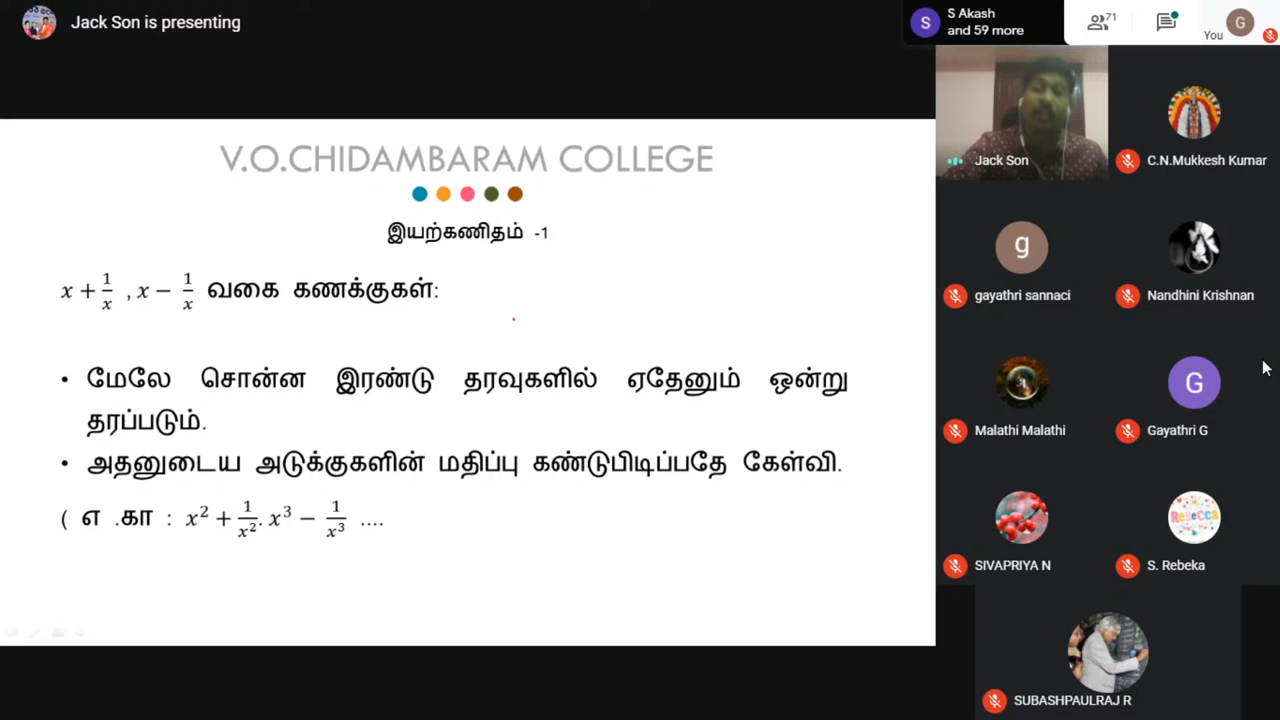 Jack Son is presenting
S Akash
and 59 more
71
You
G
V.O.CHIDAMBARAM COLLEGE
இயற்கணிதம் -1
x + 1/x , x − 1/x வகை கணக்குகள்:
• மேலே சொன்ன இரண்டு தரவுகளில் ஏதேனும் ஒன்று
தரப்படும்.
• அதனுடைய அடுக்குகளின் மதிப்பு கண்டுபிடிப்பதே கேள்வி.
( எ .கா : x² + 1/x². x³ − 1/x³ ....
Jack Son
C.N.Mukkesh Kumar
g
gayathri sannaci
Nandhini Krishnan
Malathi Malathi
G
Gayathri G
SIVAPRIYA N
REBECCA
S. Rebeka
SUBASHPAULRAJ R